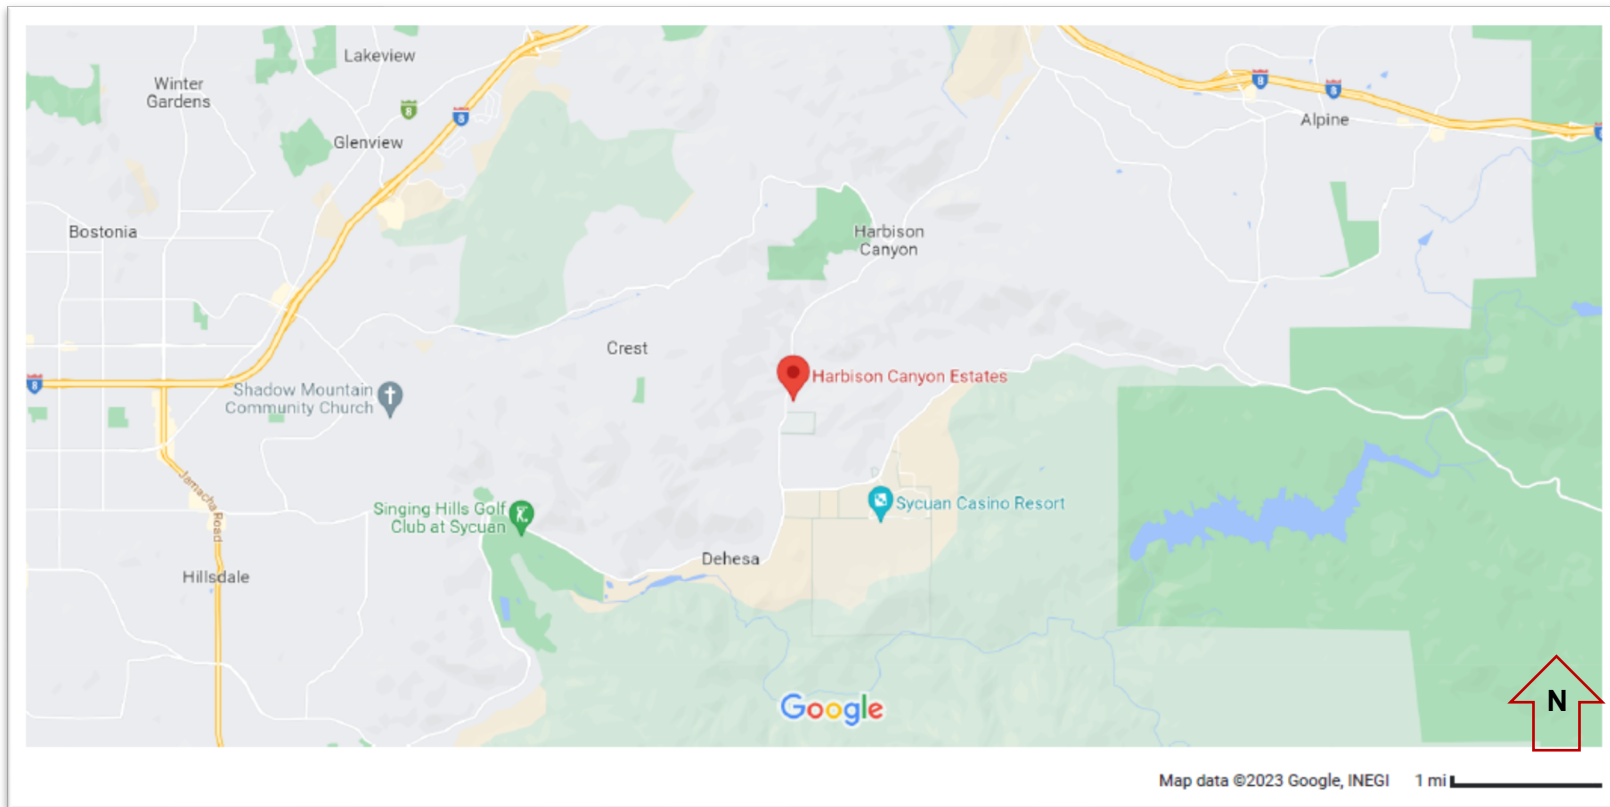 Lakeview
Winter
Gardens
8
8
Glenview
8
8
Alpine
Bostonia
Harbison
Canyon
Crest
8
Shadow Mountain
Community Church
Harbison Canyon Estates
Jamacha Road
Singing Hills Golf
Club at Sycuan
Sycuan Casino Resort
Dehesa
Hillsdale
Google
N
Map data ©2023 Google, INEGI 1 mi